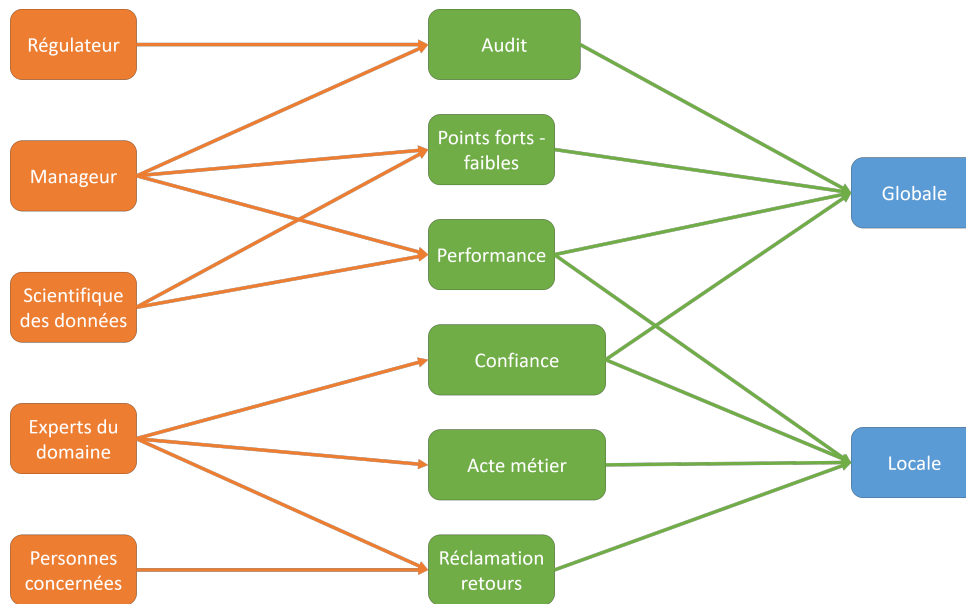 Régulateur
Audit
Points forts -
faibles
Manageur
Globale
Performance
Scientifique
des données
Confiance
Experts du
domaine
Acte métier
Locale
Personnes
concernées
Réclamation
retours